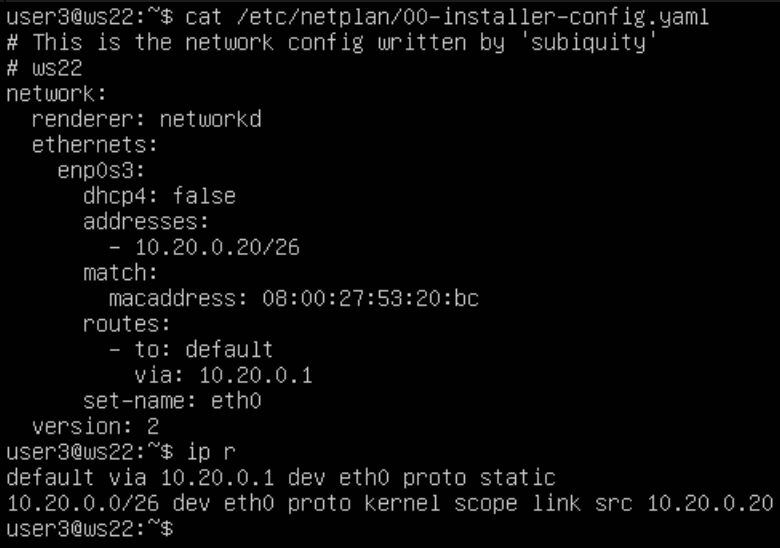 user3@ws22:~$ cat /etc/netplan/00-installer-config.yaml
# This is the network config written by 'subiquity'
# ws22
network:
  renderer: networkd
  ethernets:
    enp0s3:
      dhcp4: false
      addresses:
        - 10.20.0.20/26
      match:
        macaddress: 08:00:27:53:20:bc
      routes:
        - to: default
          via: 10.20.0.1
      set-name: eth0
  version: 2
user3@ws22:~$ ip r
default via 10.20.0.1 dev eth0 proto static
10.20.0.0/26 dev eth0 proto kernel scope link src 10.20.0.20
user3@ws22:~$